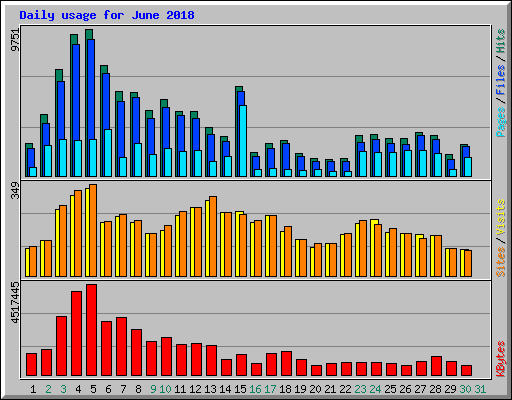 Daily usage for June 2018
9751
Pages/Files/Hits
349
Sites/Visits
4517445
KBytes
1 2 3 4 5 6 7 8 9 10 11 12 13 14 15 16 17 18 19 20 21 22 23 24 25 26 27 28 29 30 31